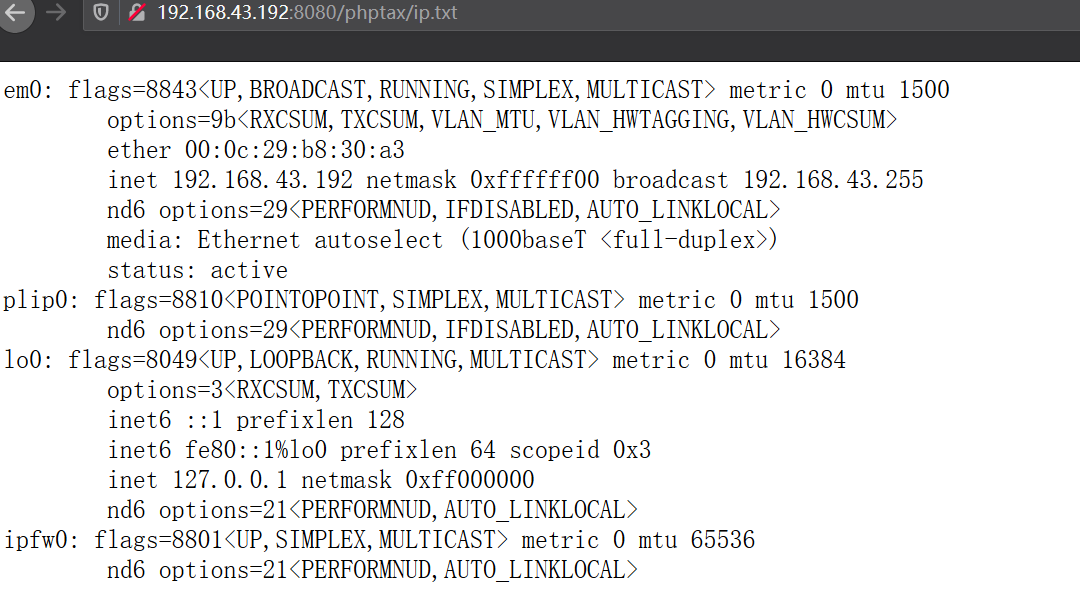 192.168.43.192:8080/phptax/ip.txt
em0: flags=8843<UP,BROADCAST,RUNNING,SIMPLEX,MULTICAST> metric 0 mtu 1500
options=9b<RXCSUM,TXCSUM,VLAN_MTU,VLAN_HWTAGGING,VLAN_HWCSUM>
ether 00:0c:29:b8:30:a3
inet 192.168.43.192 netmask 0xffffff00 broadcast 192.168.43.255
nd6 options=29<PERFORMNUD,IFDISABLED,AUTO_LINKLOCAL>
media: Ethernet autoselect (1000baseT <full-duplex>)
status: active
plip0: flags=8810<POINTOPOINT,SIMPLEX,MULTICAST> metric 0 mtu 1500
nd6 options=29<PERFORMNUD,IFDISABLED,AUTO_LINKLOCAL>
lo0: flags=8049<UP,LOOPBACK,RUNNING,MULTICAST> metric 0 mtu 16384
options=3<RXCSUM,TXCSUM>
inet6 ::1 prefixlen 128
inet6 fe80::1%lo0 prefixlen 64 scopeid 0x3
inet 127.0.0.1 netmask 0xff000000
nd6 options=21<PERFORMNUD,AUTO_LINKLOCAL>
ipfw0: flags=8801<UP,SIMPLEX,MULTICAST> metric 0 mtu 65536
nd6 options=21<PERFORMNUD,AUTO_LINKLOCAL>